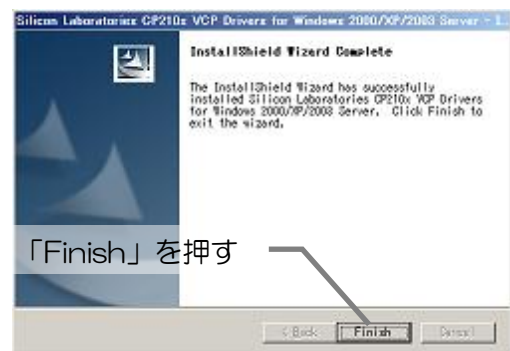 Silicon Laboratories CP210x VCP Drivers for Windows 2000/XP/2003 Server - I...
InstallShield Wizard Complete
The InstallShield Wizard has successfully
installed Silicon Laboratories CP210x VCP Drivers
for Windows 2000/XP/2003 Server. Click Finish to
exit the wizard.
「Finish」を押す
< Back Finish Cancel